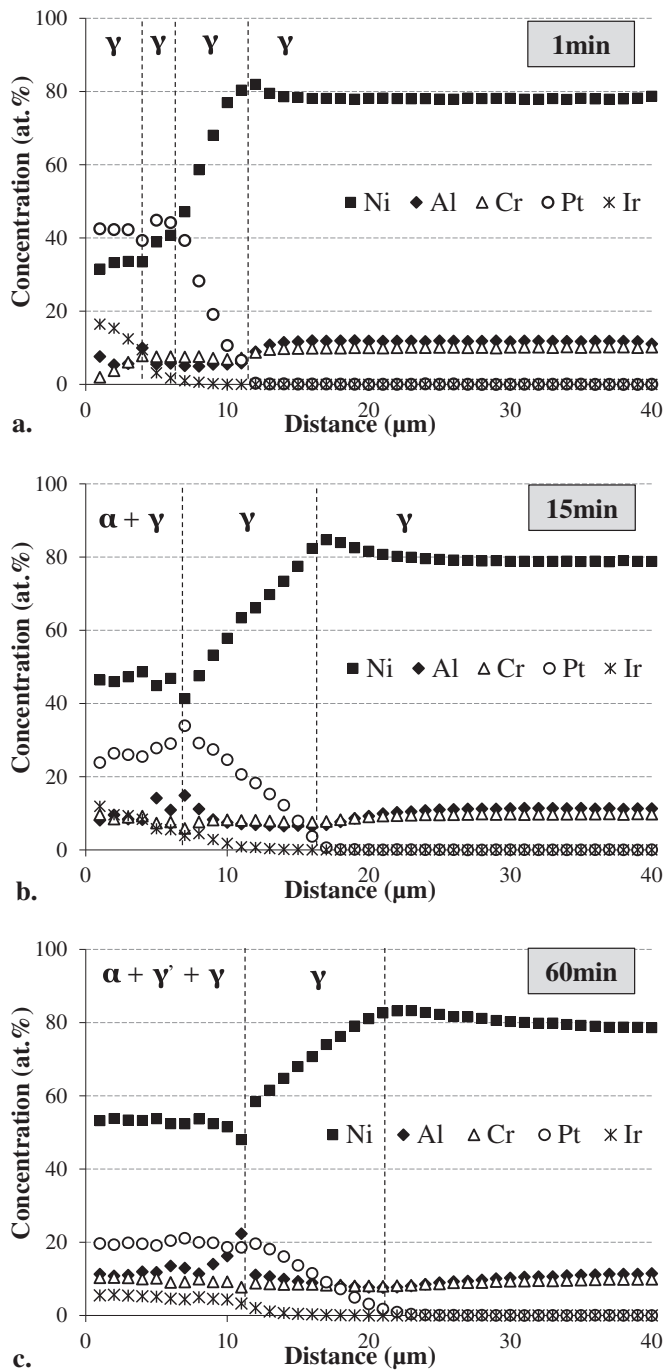 γ γ γ γ 1min
100
80
60
40
20
0
Concentration (at.%)
■ Ni ◆ Al △ Cr ○ Pt ✳ Ir
0 10 20 30 40
Distance (µm)
a.
α + γ γ γ 15min
100
80
60
40
20
0
Concentration (at.%)
■ Ni ◆ Al △ Cr ○ Pt ✳ Ir
0 10 20 30 40
Distance (µm)
b.
α + γ' + γ γ 60min
100
80
60
40
20
0
Concentration (at.%)
■ Ni ◆ Al △ Cr ○ Pt ✳ Ir
0 10 20 30 40
Distance (µm)
c.